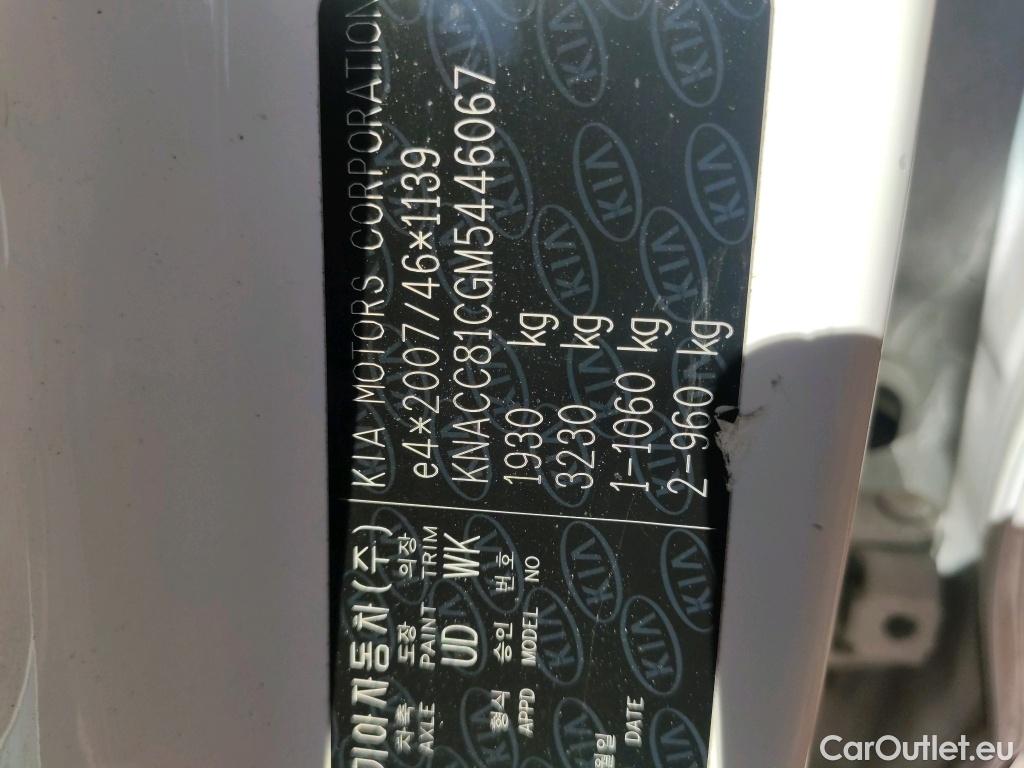 KIA MOTORS CORPORATION
e4*2007/46*1139
KNACC81CGM5446067
1930 kg
3230 kg
1-1060 kg
2-960 kg
기아자동차(주)
차축 도장 의장
AXLE PAINT TRIM
UD WK
형식 승인 번호
APPD MODEL NO
월일
DATE
KIA
CarOutlet.eu